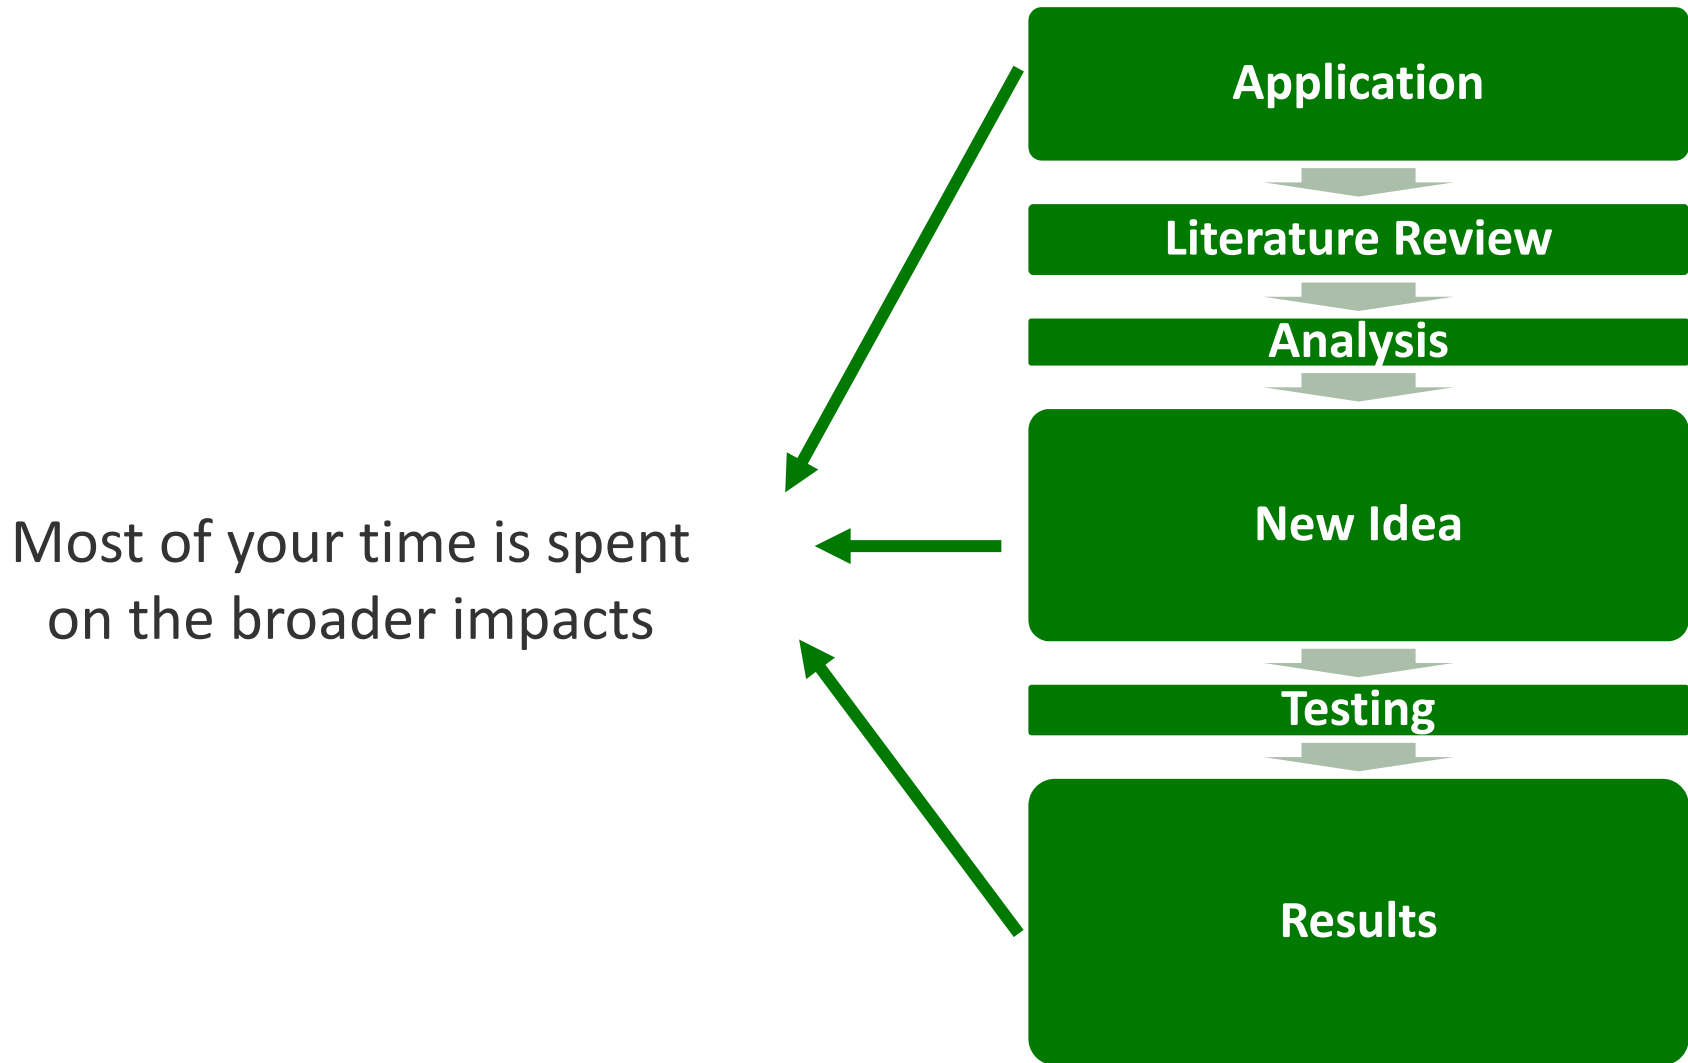 Most of your time is spent
on the broader impacts
Application
Literature Review
Analysis
New Idea
Testing
Results